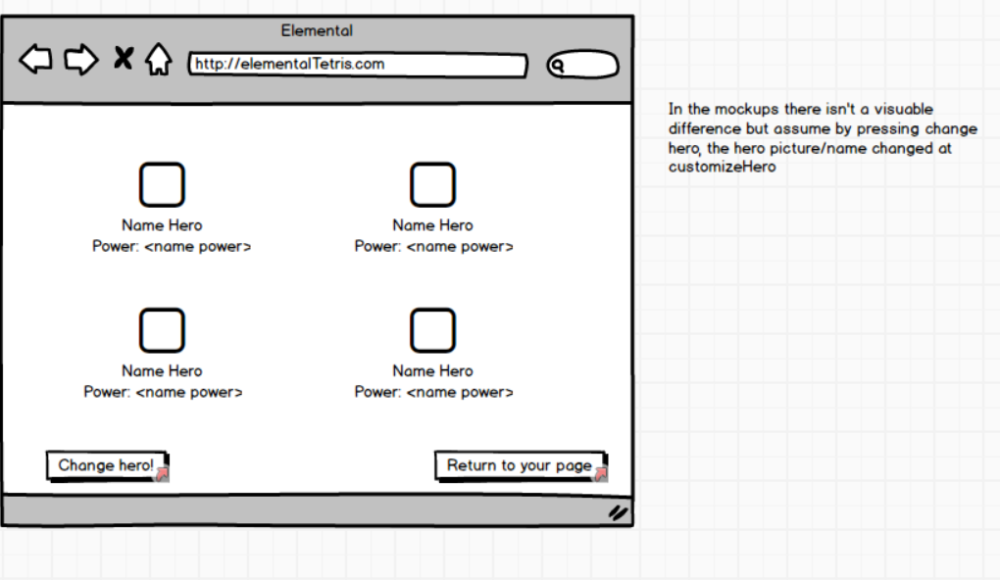 Elemental
http://elementalTetris.com
In the mockups there isn't a visuable
difference but assume by pressing change
hero, the hero picture/name changed at
customizeHero
Name Hero
Power: <name power>
Name Hero
Power: <name power>
Name Hero
Power: <name power>
Name Hero
Power: <name power>
Change hero!
Return to your page